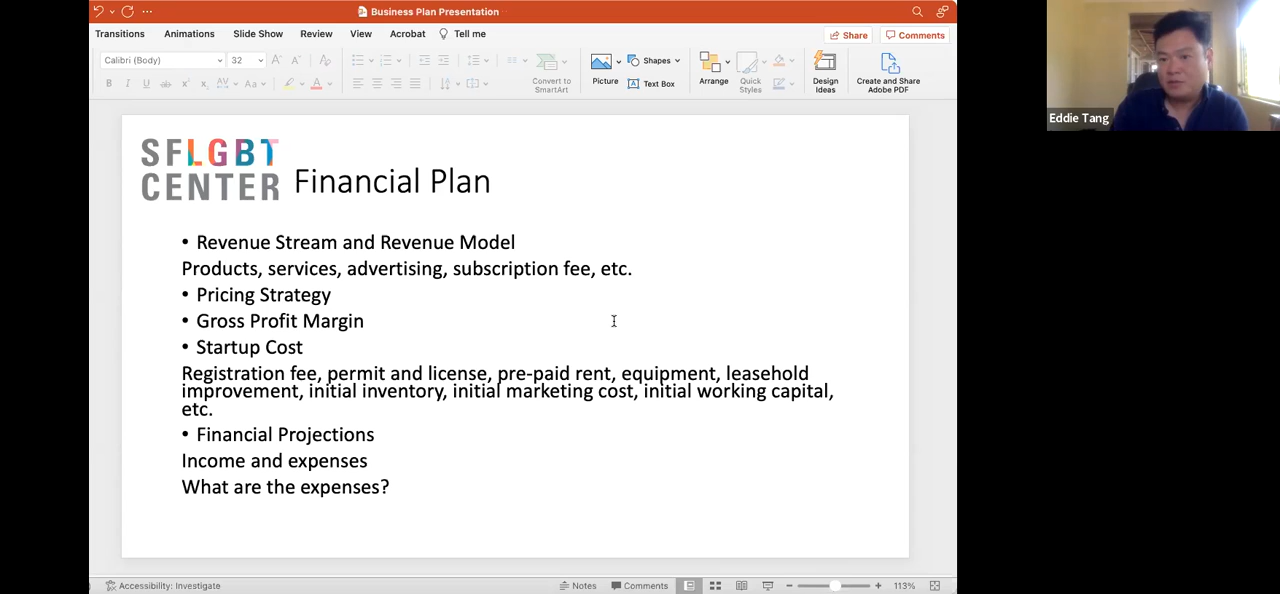 Business Plan Presentation
Transitions Animations Slide Show Review View Acrobat Tell me
Share Comments
Calibri (Body) 32
Convert to SmartArt
Picture
Shapes
Text Box
Arrange
Quick Styles
Design Ideas
Create and Share Adobe PDF
Eddie Tang
SFLGBT
CENTER
Financial Plan
• Revenue Stream and Revenue Model
Products, services, advertising, subscription fee, etc.
• Pricing Strategy
• Gross Profit Margin
• Startup Cost
Registration fee, permit and license, pre-paid rent, equipment, leasehold
improvement, initial inventory, initial marketing cost, initial working capital,
etc.
• Financial Projections
Income and expenses
What are the expenses?
Accessibility: Investigate
Notes Comments 113%